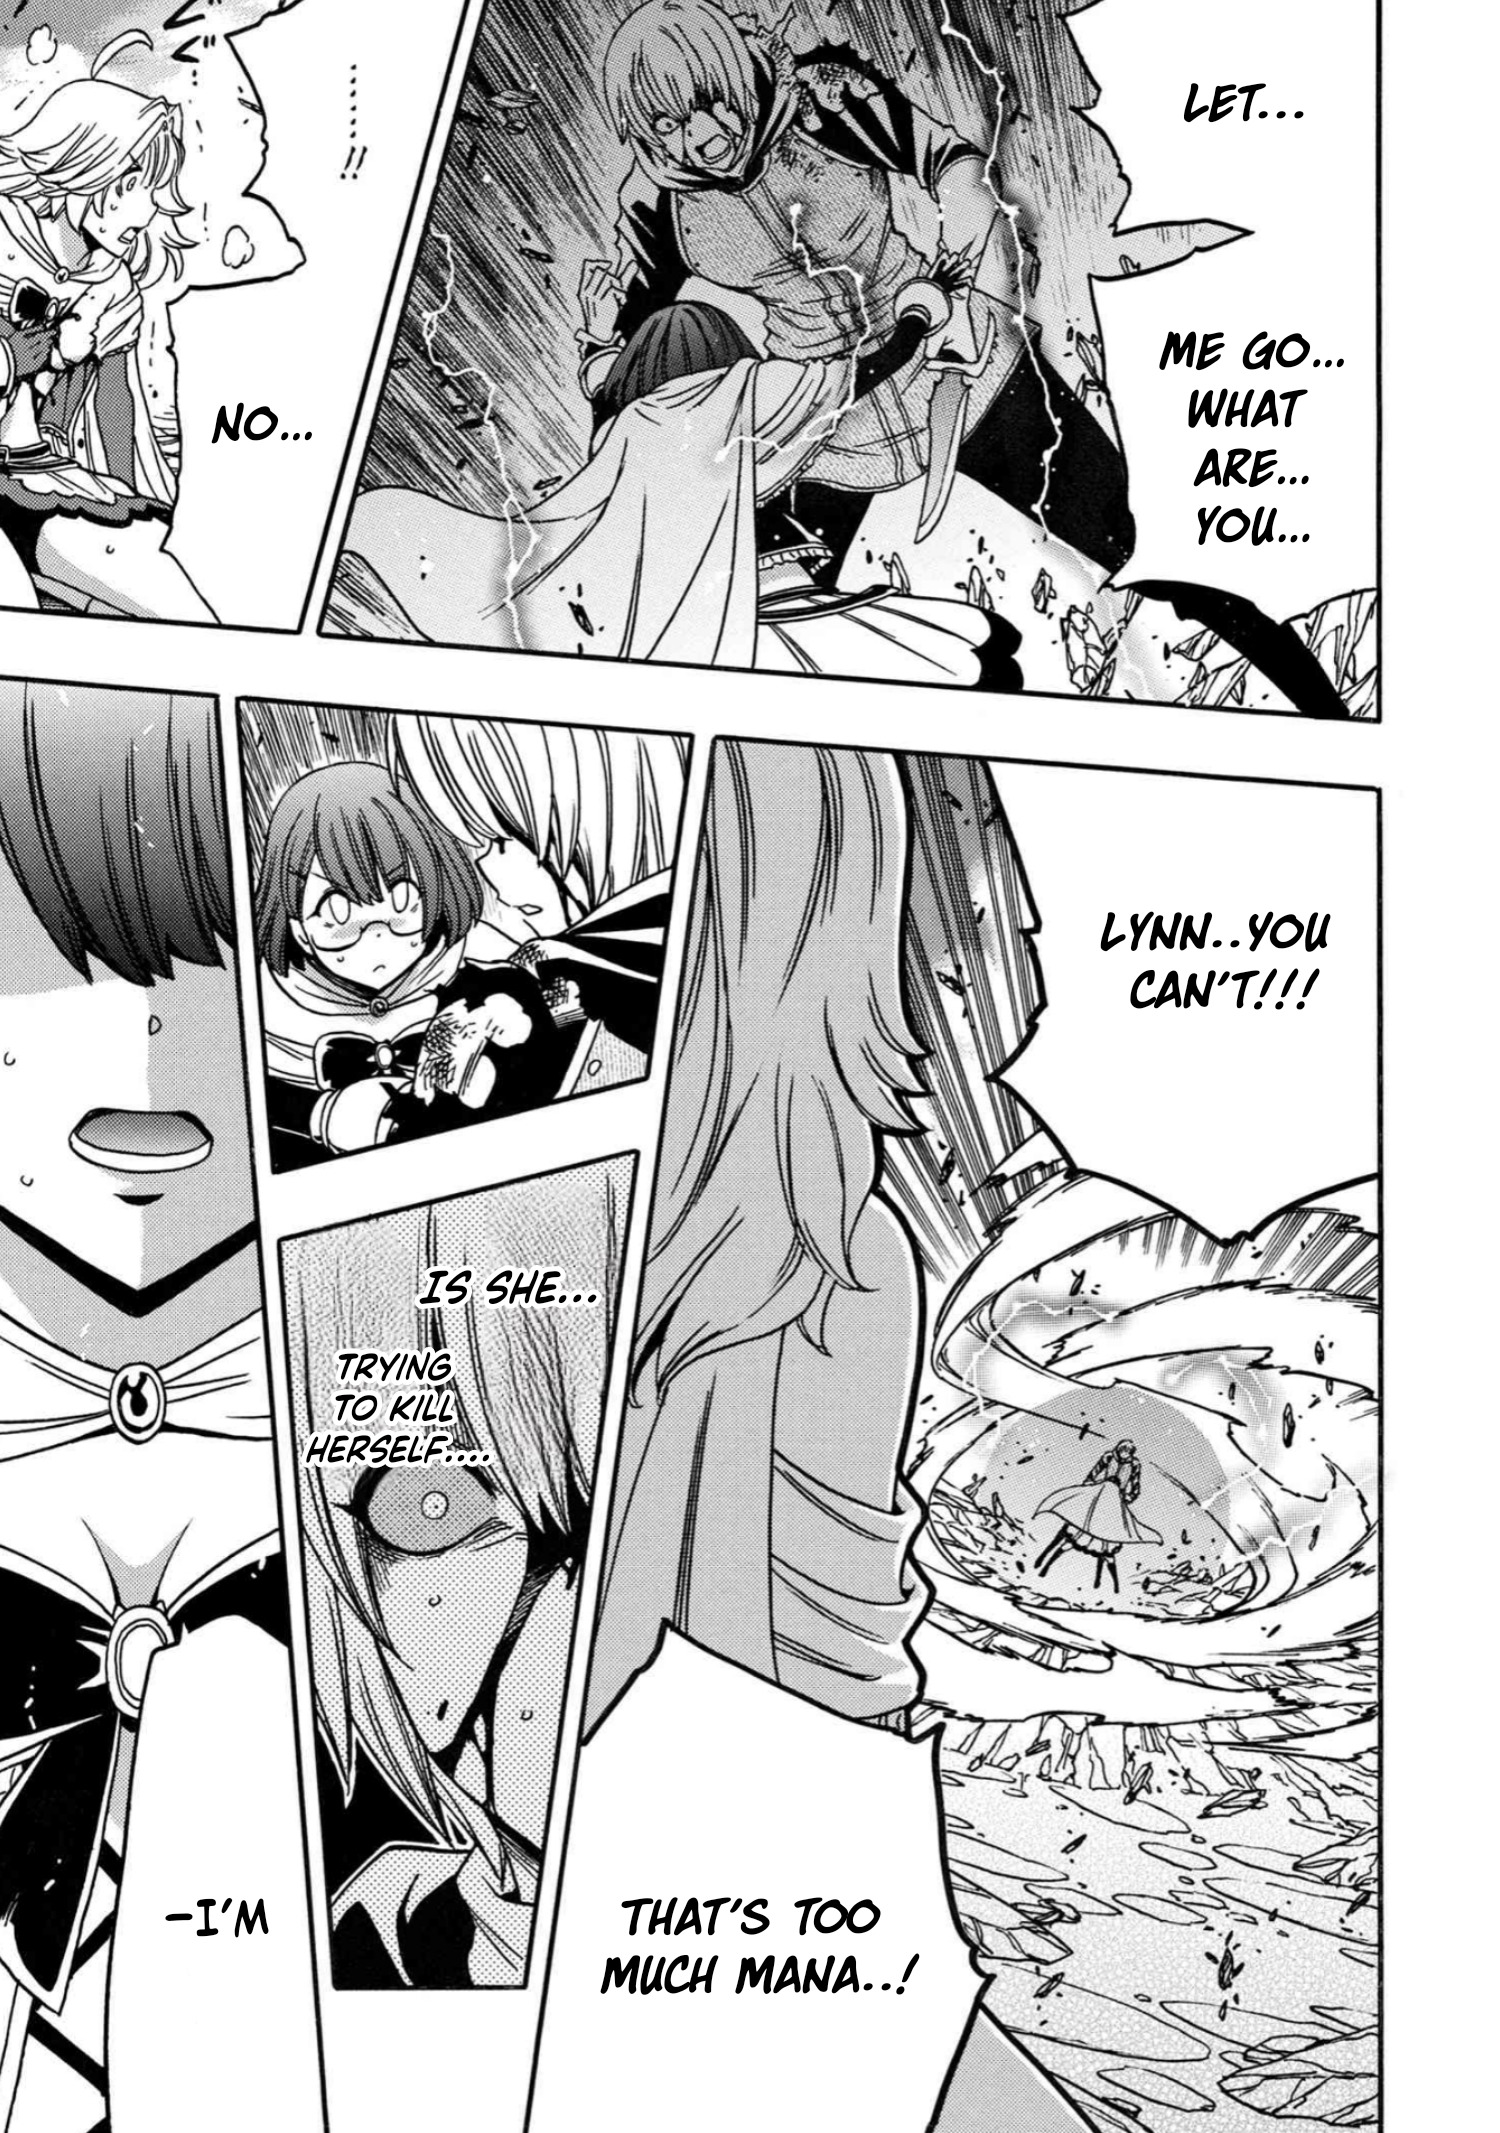 LET...
ME GO...
WHAT
ARE...
YOU...
......!!
NO...
LYNN..YOU
CAN'T!!!
THAT'S TOO
MUCH MANA..!
IS SHE...
TRYING
TO KILL
HERSELF....
-I'M